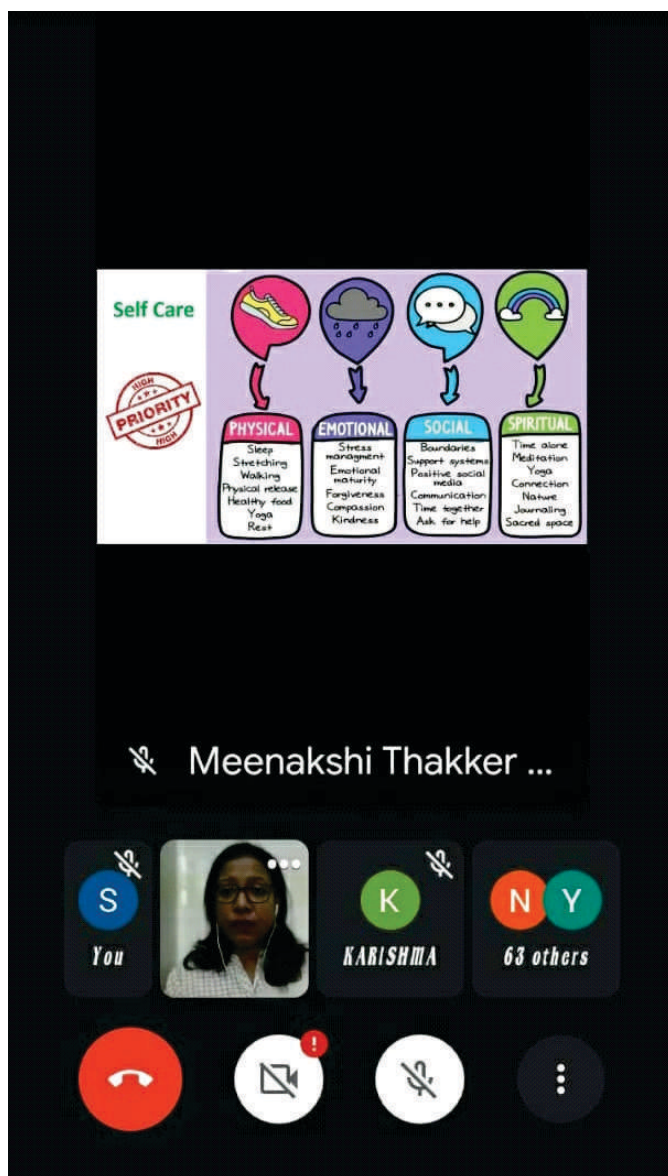 Self Care
HIGH
PRIORITY
HIGH
PHYSICAL
Sleep
Stretching
Walking
Physical release
Healthy food
Yoga
Rest
EMOTIONAL
Stress
managment
Emotional
maturity
Forgiveness
Compassion
Kindness
SOCIAL
Boundaries
Support systems
Positive social
media
Communication
Time together
Ask for help
SPIRITUAL
Time alone
Meditation
Yoga
Connection
Nature
Journaling
Sacred space
Meenakshi Thakker ...
S
You
K
KARISHMA
N Y
63 others
!